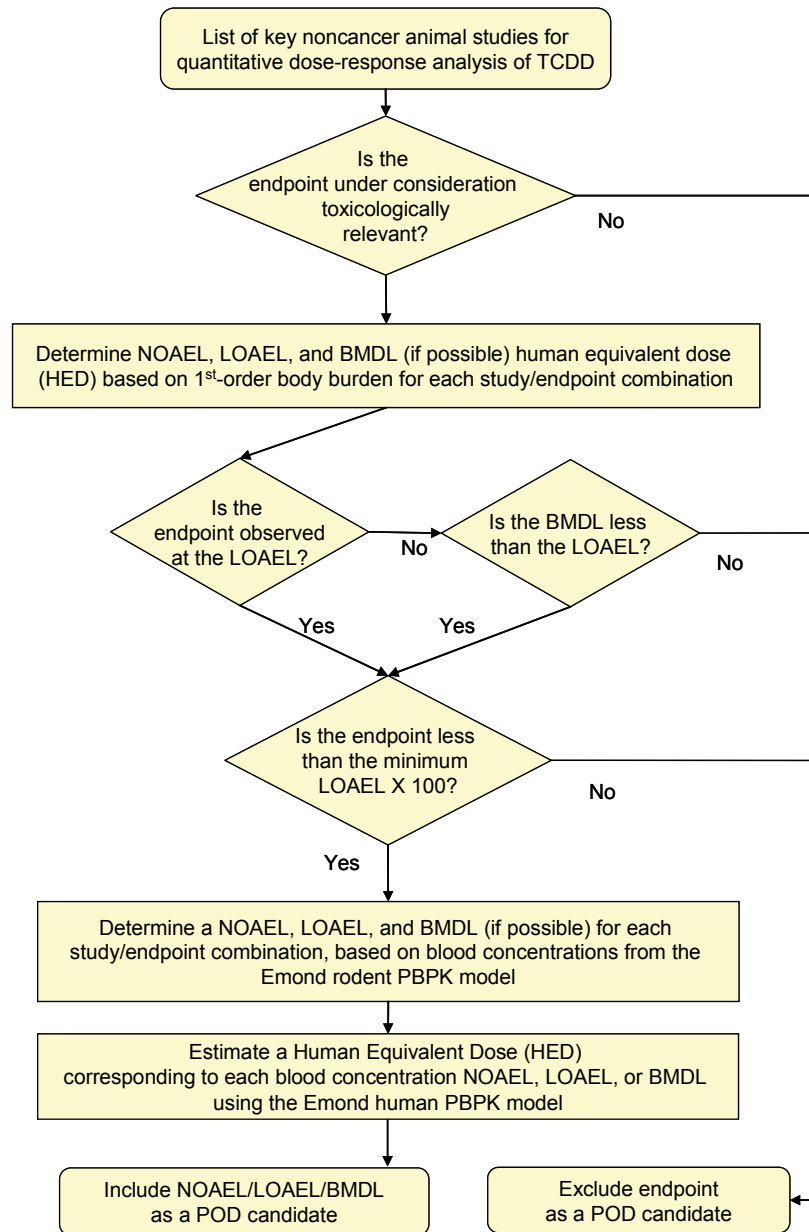 List of key noncancer animal studies for
quantitative dose-response analysis of TCDD
Is the
endpoint under consideration
toxicologically
relevant?
No
Determine NOAEL, LOAEL, and BMDL (if possible) human equivalent dose
(HED) based on 1st-order body burden for each study/endpoint combination
Is the
endpoint observed
at the LOAEL?
No
Is the BMDL less
than the LOAEL?
No
Yes
Yes
Is the endpoint less
than the minimum
LOAEL X 100?
No
Yes
Determine a NOAEL, LOAEL, and BMDL (if possible) for each
study/endpoint combination, based on blood concentrations from the
Emond rodent PBPK model
Estimate a Human Equivalent Dose (HED)
corresponding to each blood concentration NOAEL, LOAEL, or BMDL
using the Emond human PBPK model
Include NOAEL/LOAEL/BMDL
as a POD candidate
Exclude endpoint
as a POD candidate